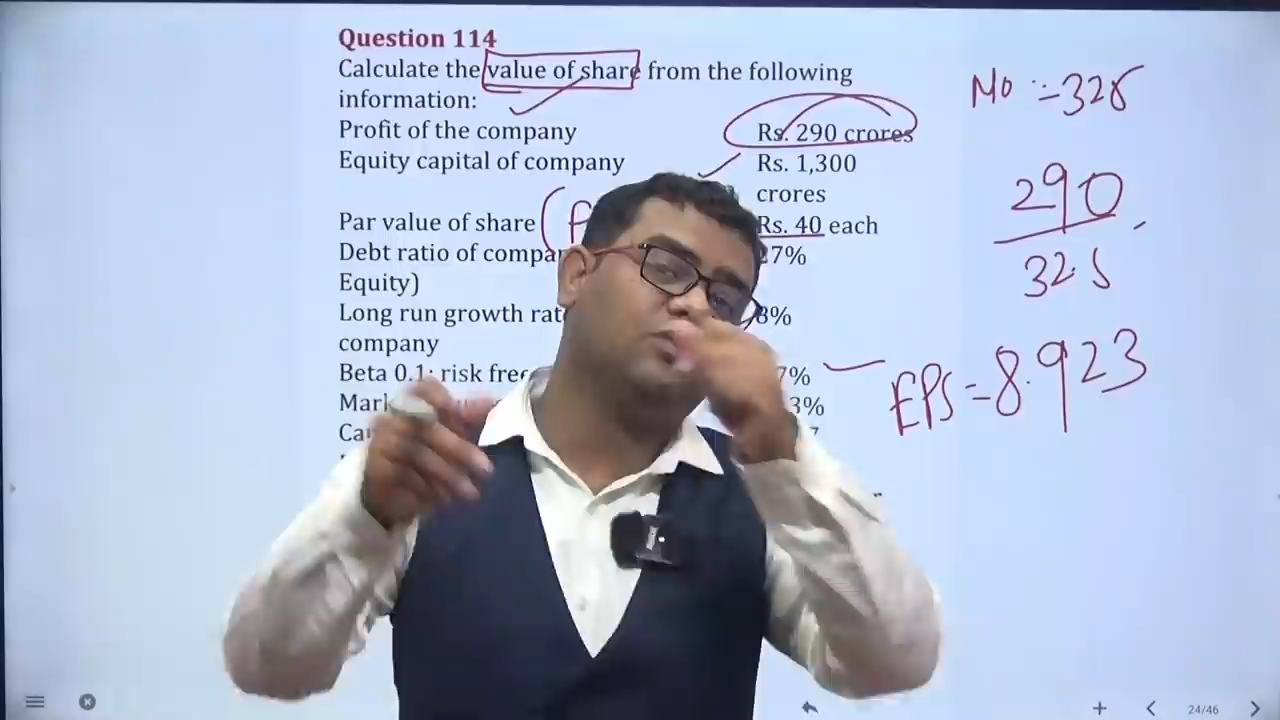 Question 114
Calculate the value of share from the following
information:
Profit of the company Rs. 290 crores
Equity capital of company Rs. 1,300
crores
Par value of share Rs. 40 each
Debt ratio of 27%
Equity)
Long run growth 8%
company
Beta 0.1: risk free 7%
3%
No := 325
290
325
EPS = 8.923
24/46